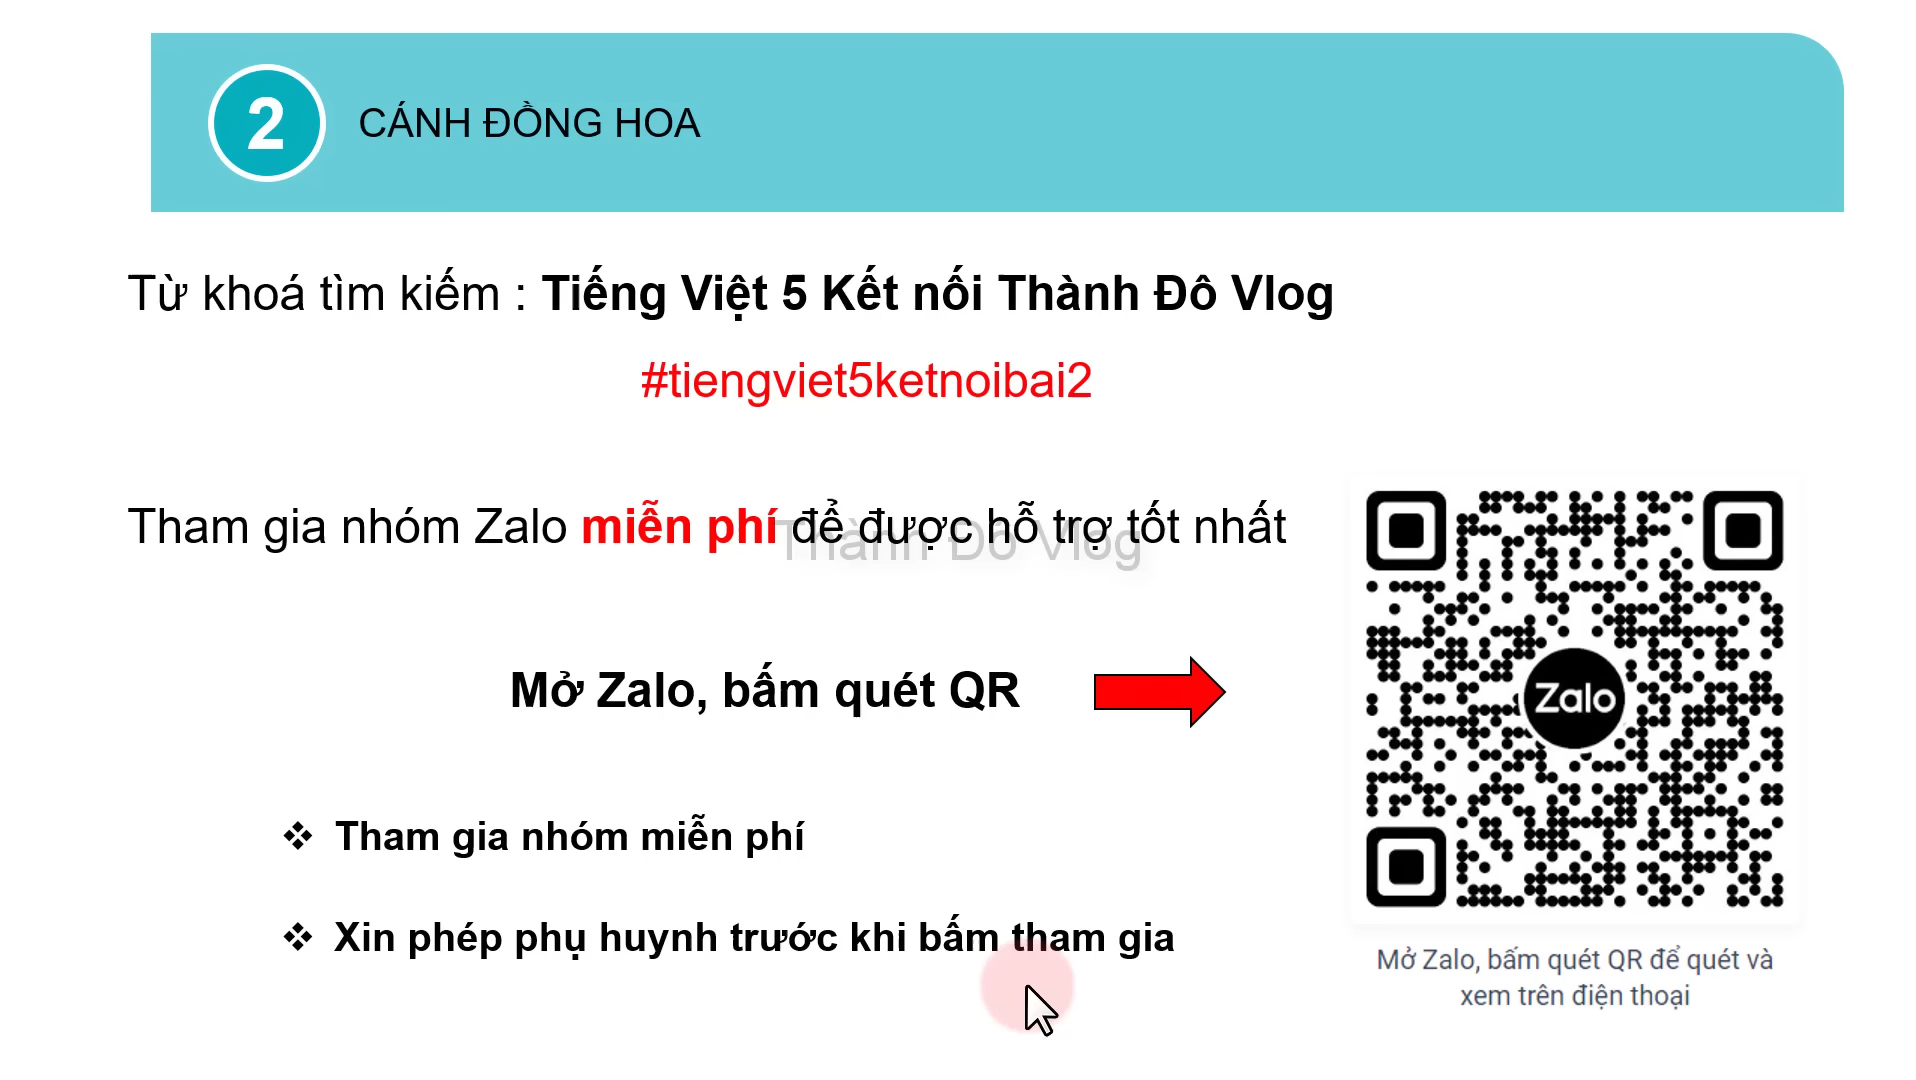 2 CÁNH ĐỒNG HOA
Từ khoá tìm kiếm : Tiếng Việt 5 Kết nối Thành Đô Vlog
#tiengviet5ketnoibai2
Tham gia nhóm Zalo miễn phí để được hỗ trợ tốt nhất
Thành Đô Vlog
Mở Zalo, bấm quét QR
Zalo
❖ Tham gia nhóm miễn phí
❖ Xin phép phụ huynh trước khi bấm tham gia
Mở Zalo, bấm quét QR để quét và
xem trên điện thoại